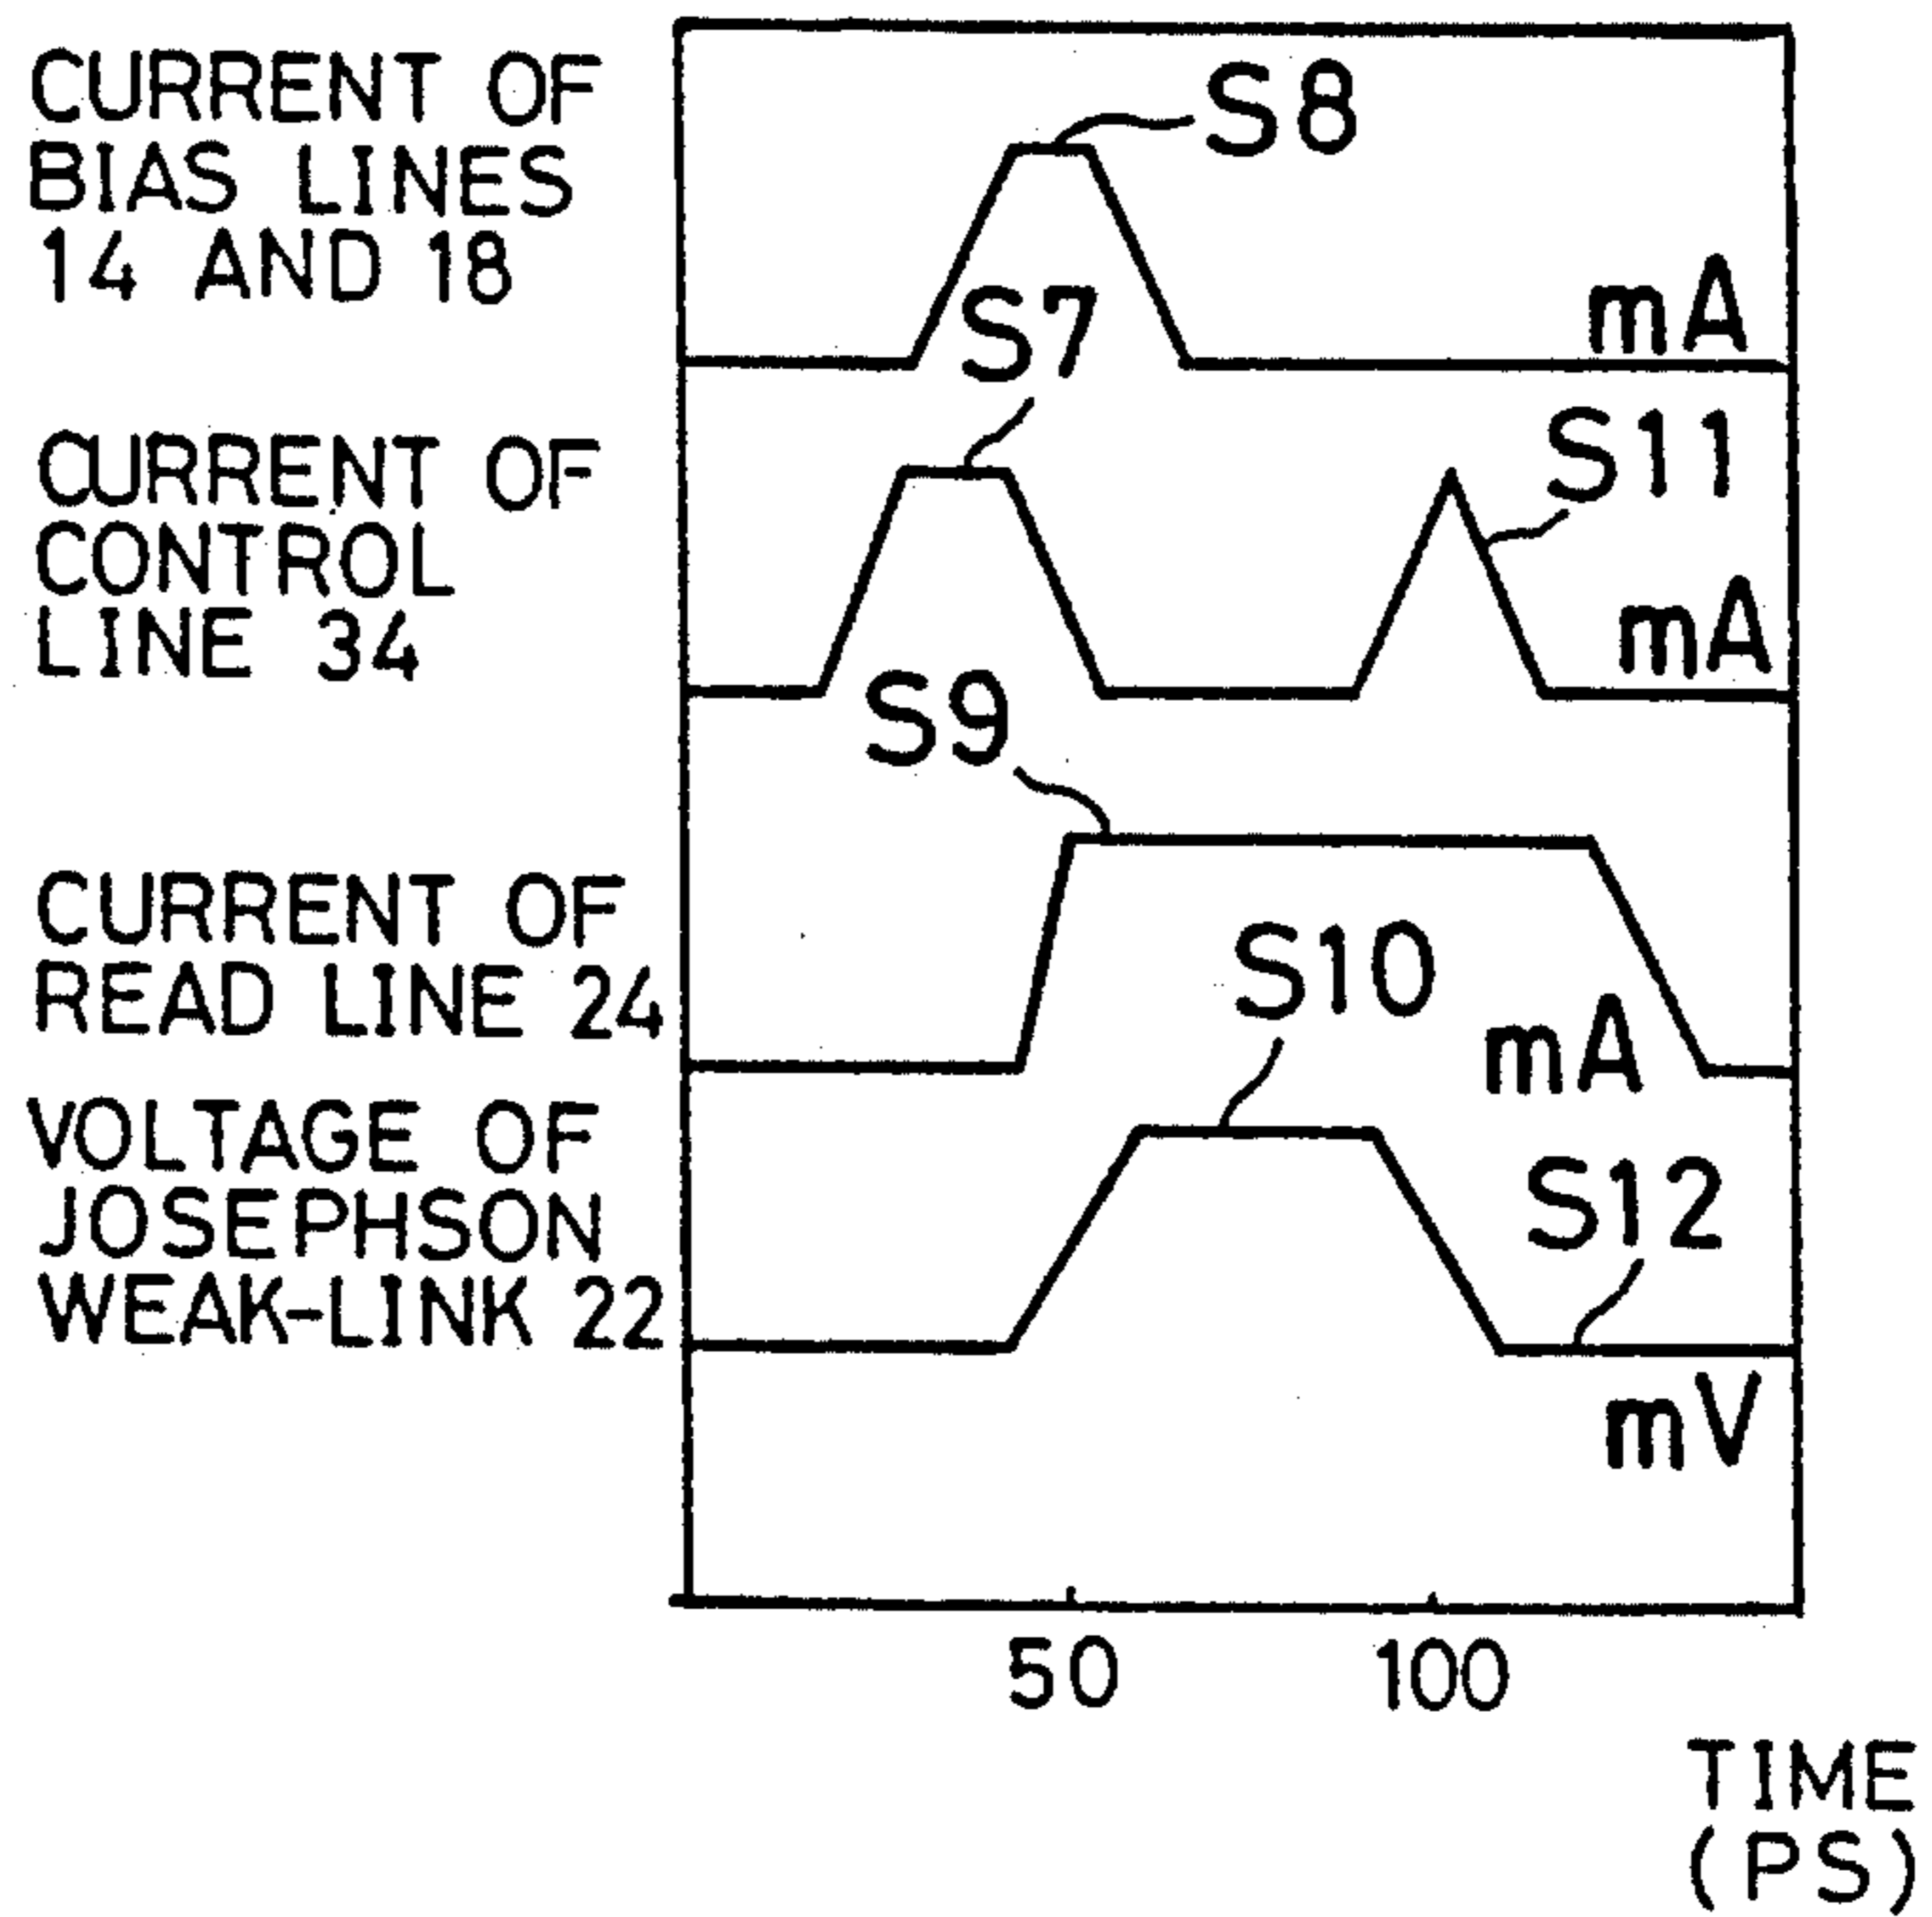 CURRENT OF
BIAS LINES
14 AND 18
S8
S7
mA
CURRENT OF
CONTROL
LINE 34
S11
mA
S9
CURRENT OF
READ LINE 24
S10
mA
VOLTAGE OF
JOSEPHSON
WEAK-LINK 22
S12
mV
50
100
TIME
(PS)